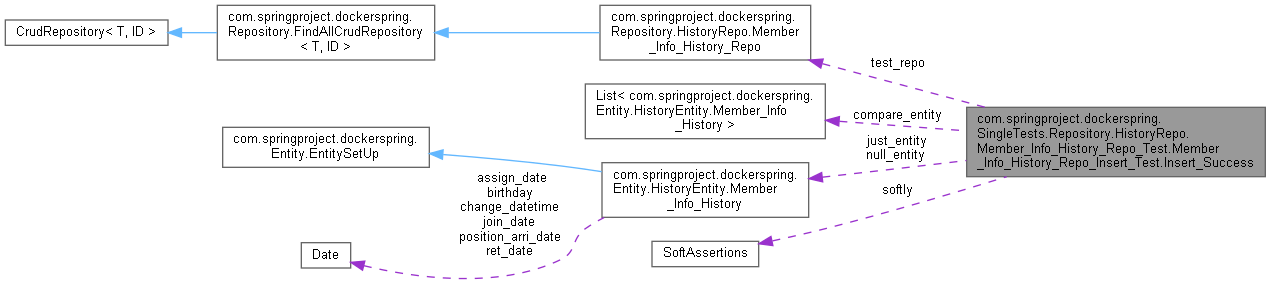 CrudRepository< T, ID >
com.springproject.dockerspring.
Repository.FindAllCrudRepository
< T, ID >
com.springproject.dockerspring.
Repository.HistoryRepo.Member
_Info_History_Repo
test_repo
List< com.springproject.dockerspring.
Entity.HistoryEntity.Member_Info
_History >
compare_entity
com.springproject.dockerspring.
SingleTests.Repository.HistoryRepo.
Member_Info_History_Repo_Test.Member
_Info_History_Repo_Insert_Test.Insert_Success
com.springproject.dockerspring.
Entity.EntitySetUp
just_entity
null_entity
com.springproject.dockerspring.
Entity.HistoryEntity.Member
_Info_History
assign_date
birthday
change_datetime
join_date
position_arri_date
ret_date
softly
Date
SoftAssertions